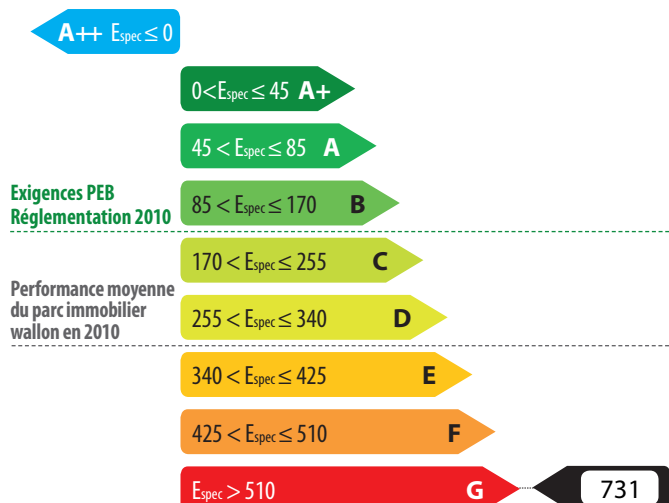 A++ Espec ≤ 0
0 < Espec ≤ 45 A+
45 < Espec ≤ 85 A
Exigences PEB
Réglementation 2010
85 < Espec ≤ 170 B
170 < Espec ≤ 255 C
Performance moyenne
du parc immobilier
wallon en 2010
255 < Espec ≤ 340 D
340 < Espec ≤ 425 E
425 < Espec ≤ 510 F
Espec > 510 G
731